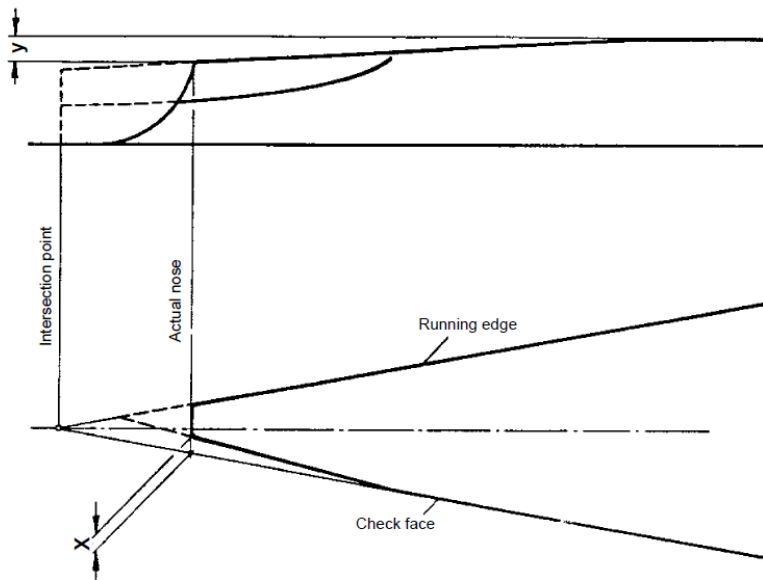 y
Intersection point
Actual nose
Running edge
Check face
X